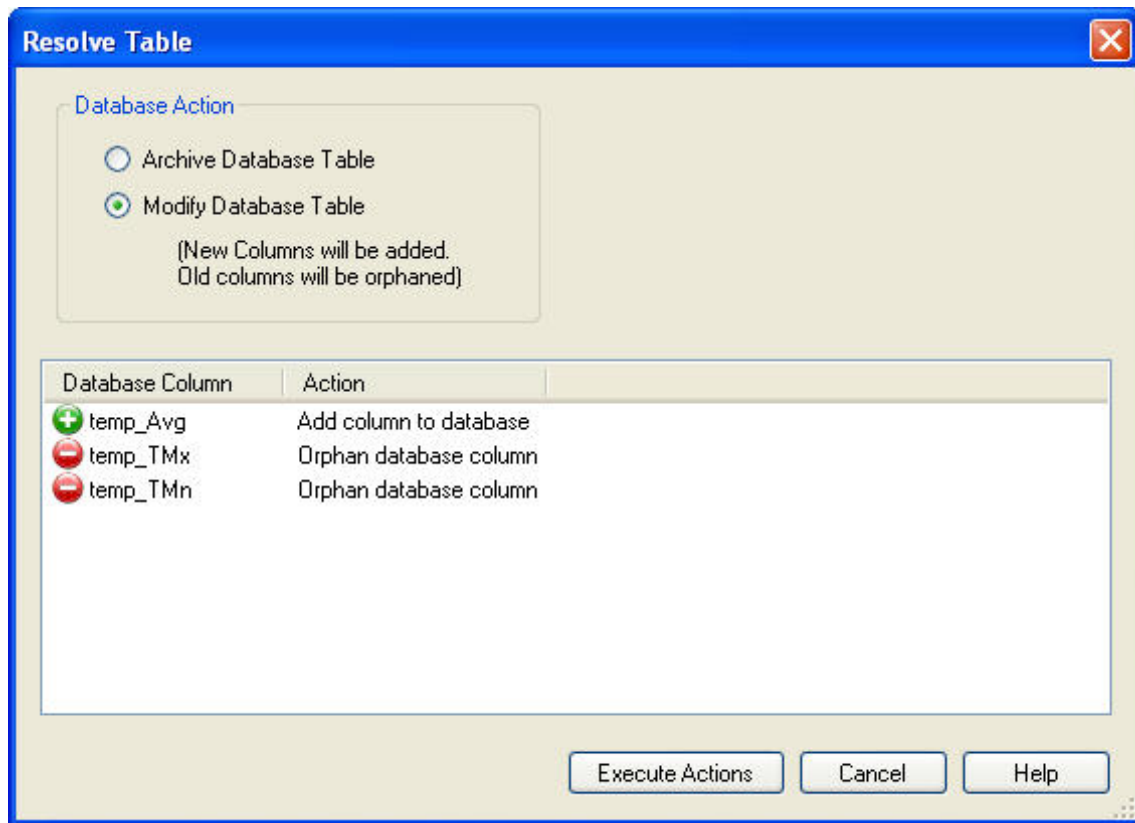 Resolve Table
Database Action
Archive Database Table
Modify Database Table
(New Columns will be added.
Old columns will be orphaned)
Database Column Action
temp_Avg Add column to database
temp_TMx Orphan database column
temp_TMn Orphan database column
Execute Actions Cancel Help